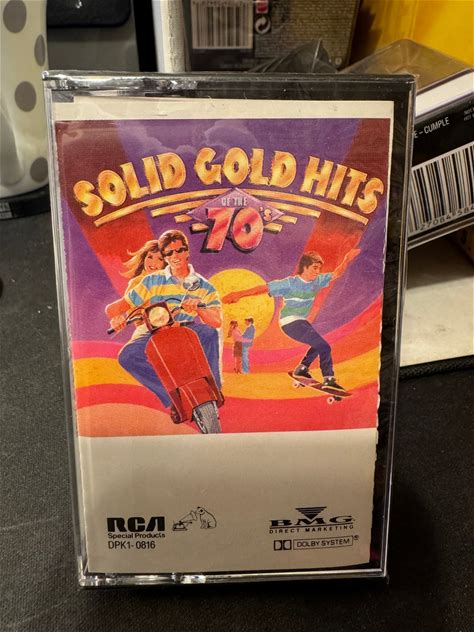 SOLID GOLD HITS
OF THE
70's
RCA
Special Products
DPK1-0816
BMG
DIRECT MARKETING
DOLBY SYSTEM®
E - CUMPLE